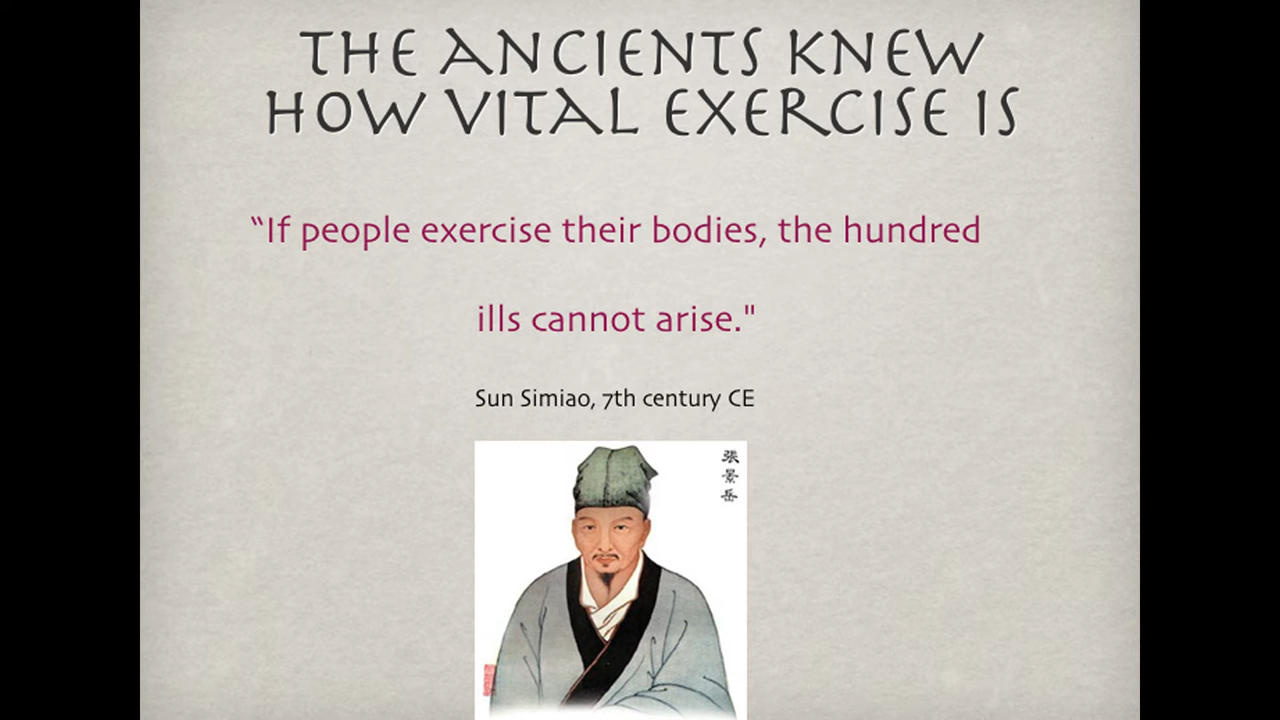 THE ANCIENTS KNEW
HOW VITAL EXERCISE IS
“If people exercise their bodies, the hundred
ills cannot arise."
Sun Simiao, 7th century CE
張景岳